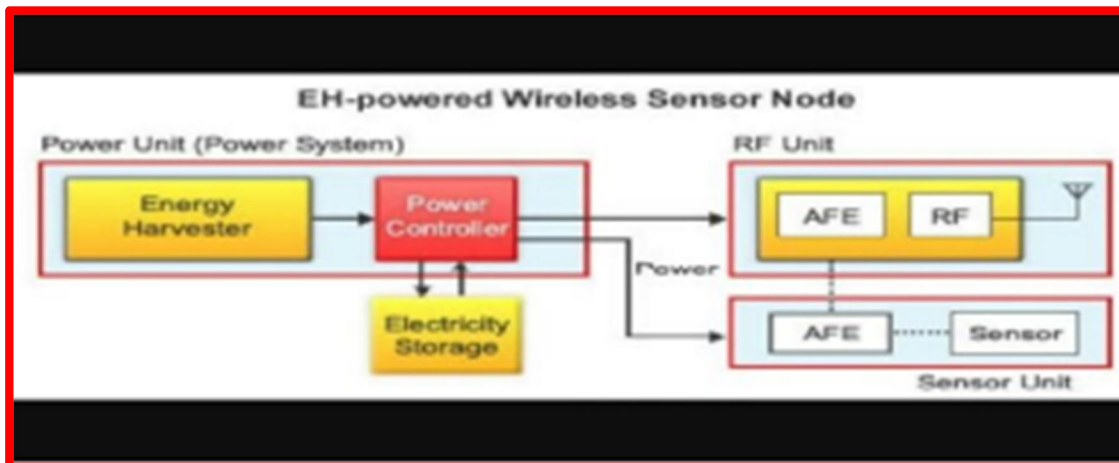 EH-powered Wireless Sensor Node
Power Unit (Power System)
RF Unit
Energy
Harvester
Power
Controller
AFE
RF
Power
Electricity
Storage
AFE
Sensor
Sensor Unit